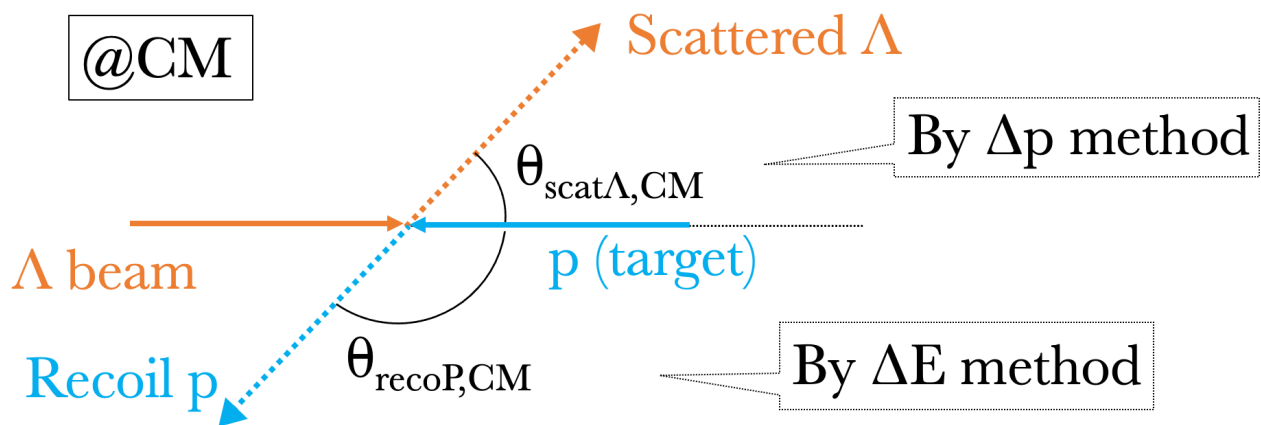 @CM
Scattered Λ
By Δp method
θscatΛ,CM
Λ beam
p (target)
Recoil p
θrecoP,CM
By ΔE method